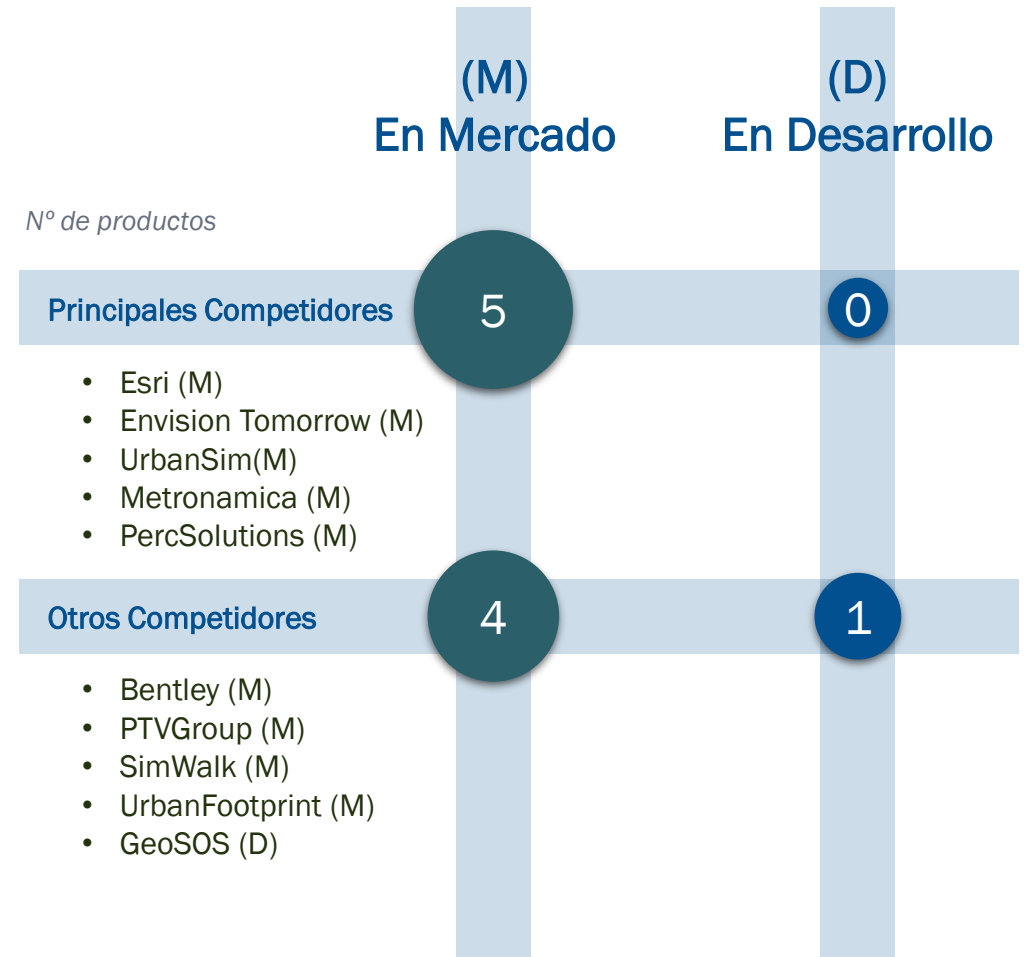 (M)
En Mercado
(D)
En Desarrollo
Nº de productos
Principales Competidores
5
0
• Esri (M)
• Envision Tomorrow (M)
• UrbanSim(M)
• Metronamica (M)
• PercSolutions (M)
Otros Competidores
4
1
• Bentley (M)
• PTVGroup (M)
• SimWalk (M)
• UrbanFootprint (M)
• GeoSOS (D)